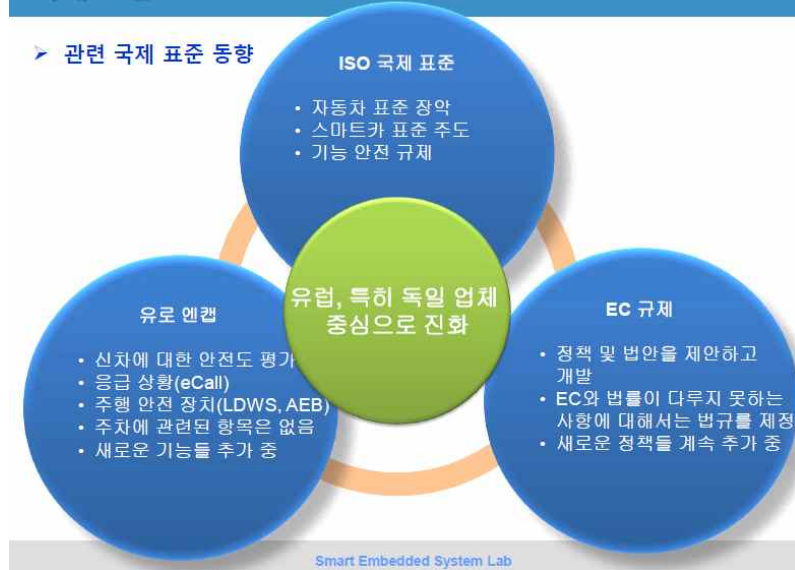 ➢ 관련 국제 표준 동향
ISO 국제 표준
• 자동차 표준 장악
• 스마트카 표준 주도
• 기능 안전 규제
유럽, 특히 독일 업체
중심으로 진화
유로 엔캡
• 신차에 대한 안전도 평가
• 응급 상황(eCall)
• 주행 안전 장치(LDWS, AEB)
• 주차에 관련된 항목은 없음
• 새로운 기능들 추가 중
EC 규제
• 정책 및 법안을 제안하고
개발
• EC와 법률이 다루지 못하는
사항에 대해서는 법규를 제정
• 새로운 정책들 계속 추가 중
Smart Embedded System Lab